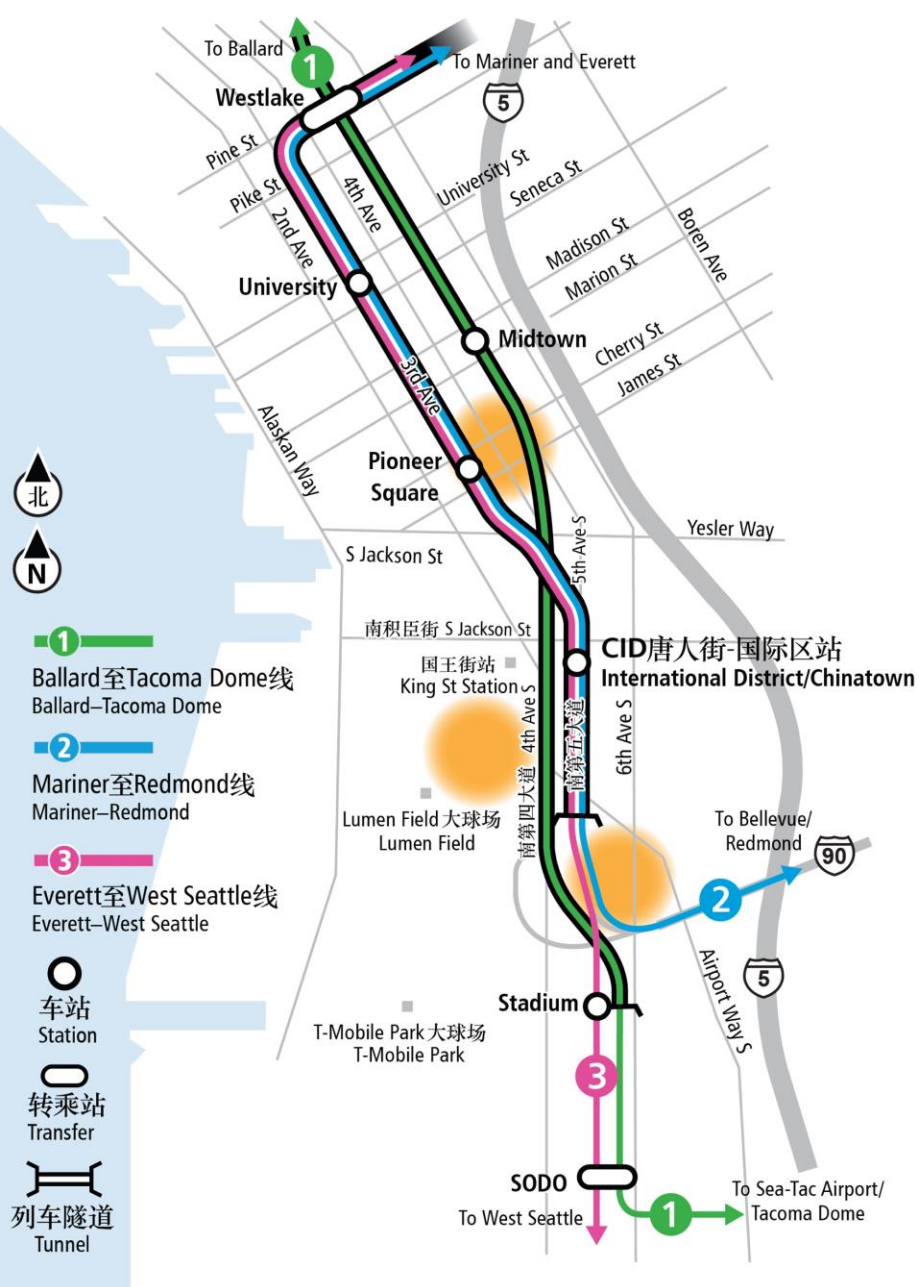 To Ballard
1
To Mariner and Everett
Westlake
5
Pine St
Pike St
2nd Ave
4th Ave
University St
Seneca St
Boren Ave
Madison St
Marion St
University
Midtown
Cherry St
James St
3rd Ave
Alaskan Way
Pioneer
Square
北
N
Yesler Way
S Jackson St
5th Ave S
南积臣街 S Jackson St
国王街站
King St Station
CID唐人街-国际区站
International District/Chinatown
南第四大道 4th Ave S
南第五大道
6th Ave S
1
Ballard至Tacoma Dome线
Ballard–Tacoma Dome
2
Mariner至Redmond线
Mariner–Redmond
3
Everett至West Seattle线
Everett–West Seattle
Lumen Field 大球场
Lumen Field
To Bellevue/
Redmond
90
2
Airport Way S
5
Stadium
T-Mobile Park 大球场
T-Mobile Park
3
车站
Station
转乘站
Transfer
列车隧道
Tunnel
SODO
To West Seattle
1
To Sea-Tac Airport/
Tacoma Dome